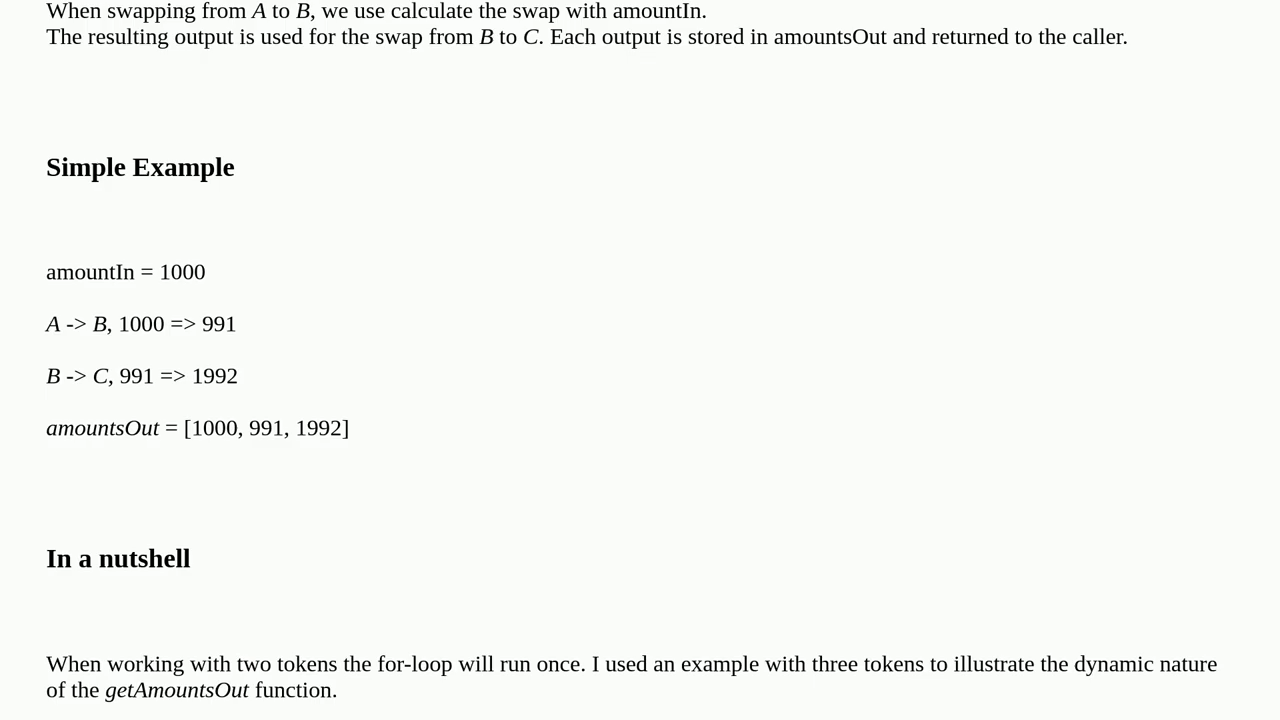 When swapping from A to B, we use calculate the swap with amountIn.
The resulting output is used for the swap from B to C. Each output is stored in amountsOut and returned to the caller.
Simple Example
amountIn = 1000
A -> B, 1000 => 991
B -> C, 991 => 1992
amountsOut = [1000, 991, 1992]
In a nutshell
When working with two tokens the for-loop will run once. I used an example with three tokens to illustrate the dynamic nature
of the getAmountsOut function.